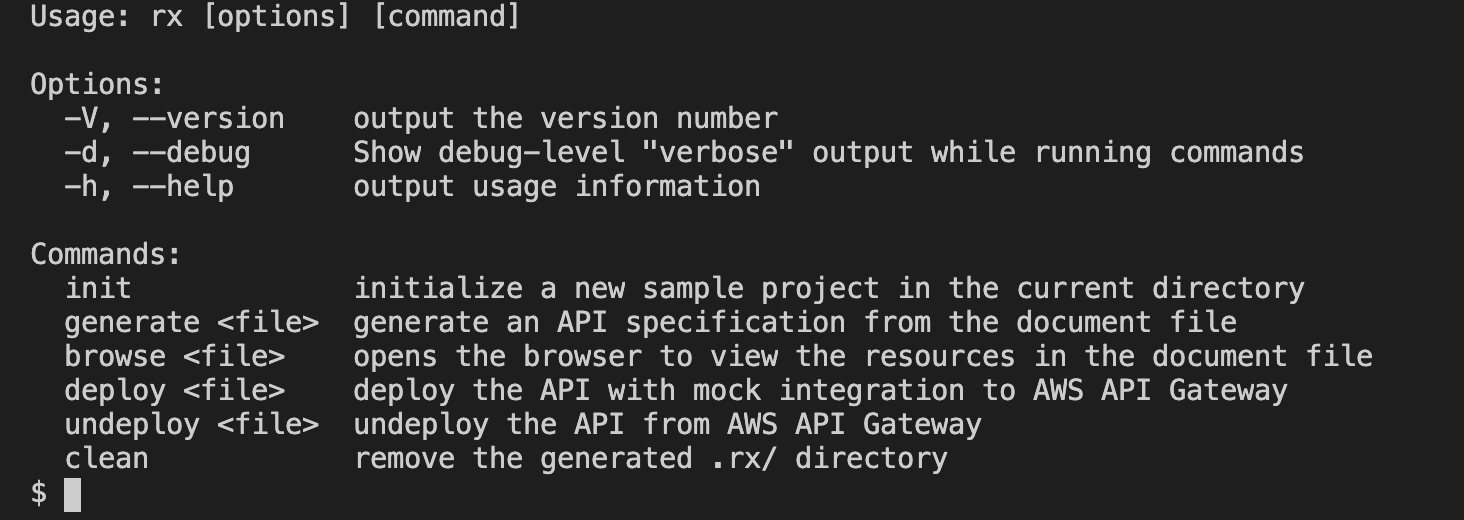 Usage: rx [options] [command]

Options:
  -V, --version    output the version number
  -d, --debug      Show debug-level "verbose" output while running commands
  -h, --help       output usage information

Commands:
  init             initialize a new sample project in the current directory
  generate <file>  generate an API specification from the document file
  browse <file>    opens the browser to view the resources in the document file
  deploy <file>    deploy the API with mock integration to AWS API Gateway
  undeploy <file>  undeploy the API from AWS API Gateway
  clean            remove the generated .rx/ directory
$